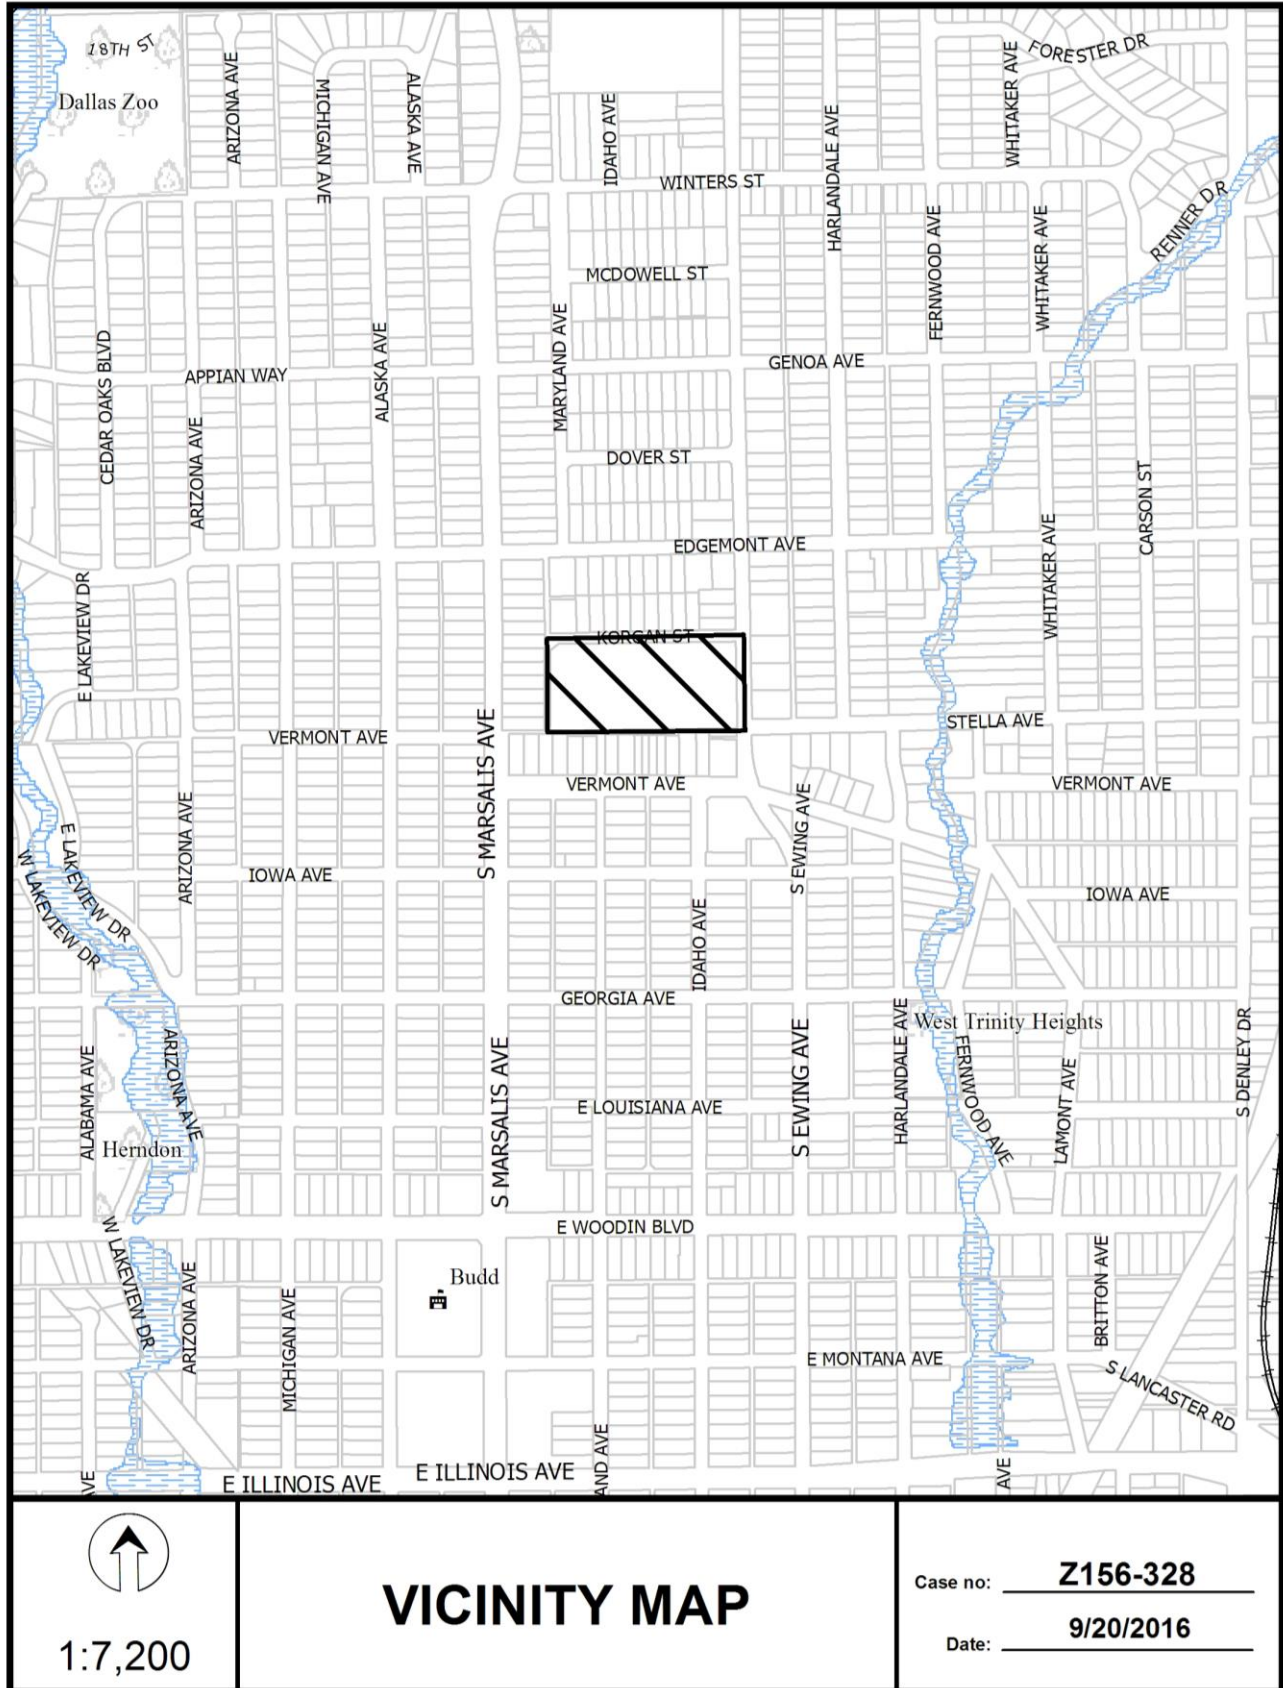 18TH ST
Dallas Zoo
ARIZONA AVE
MICHIGAN AVE
ALASKA AVE
IDAHO AVE
HARLANDALE AVE
WHITAKER AVE
FORESTER DR
WINTERS ST
RENNER DR
MCDOWELL ST
FERNWOOD AVE
WHITAKER AVE
CEDAR OAKS BLVD
APPIAN WAY
ALASKA AVE
MARYLAND AVE
GENOA AVE
ARIZONA AVE
DOVER ST
CARSON ST
EDGEMONT AVE
WHITAKER AVE
E LAKEVIEW DR
KORGAN ST
STELLA AVE
VERMONT AVE
S MARSALIS AVE
VERMONT AVE
VERMONT AVE
S EWING AVE
ARIZONA AVE
E LAKEVIEW DR
W LAKEVIEW DR
IOWA AVE
IOWA AVE
IDAHO AVE
GEORGIA AVE
HARLANDALE AVE
West Trinity Heights
S DENLEY DR
ALABAMA AVE
ARIZONA AVE
S MARSALIS AVE
S EWING AVE
FERNWOOD AVE
LAMONT AVE
E LOUISIANA AVE
Herndon
E WOODIN BLVD
W LAKEVIEW DR
ARIZONA AVE
Budd
MICHIGAN AVE
BRITTON AVE
E MONTANA AVE
S LANCASTER RD
AVE
E ILLINOIS AVE
E ILLINOIS AVE
AND AVE
AVE
1:7,200
VICINITY MAP
Case no: Z156-328
Date: 9/20/2016